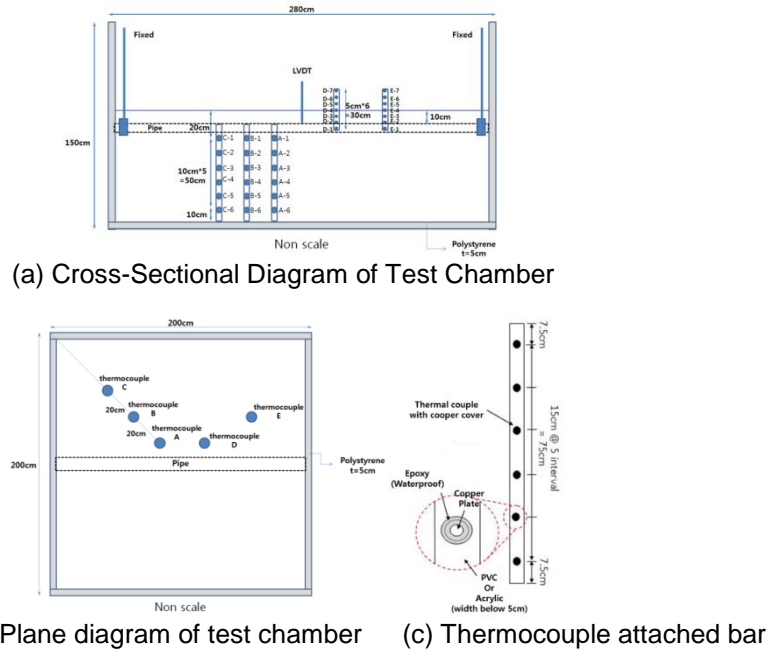 280cm
Fixed
Fixed
LVDT
D-7
D-6
D-5
D-4
D-3
D-2
D-1
5cm*6
=30cm
E-7
E-6
E-5
E-4
E-3
E-2
E-1
10cm
150cm
Pipe
20cm
C-1 B-1 A-1
C-2 B-2 A-2
C-3 B-3 A-3
C-4 B-4 A-4
C-5 B-5 A-5
C-6 B-6 A-6
10cm*5
=50cm
10cm
Non scale
Polystyrene
t=5cm
(a) Cross-Sectional Diagram of Test Chamber
200cm
200cm
thermocouple
C
20cm
thermocouple
B
20cm
thermocouple
A
thermocouple
D
thermocouple
E
Pipe
Polystyrene
t=5cm
Non scale
Plane diagram of test chamber
7.5cm
Thermal couple
with cooper cover
15cm @ 5 interval
= 75cm
Epoxy
(Waterproof)
Copper
Plate
PVC
Or
Acrylic
(width below 5cm)
7.5cm
(c) Thermocouple attached bar